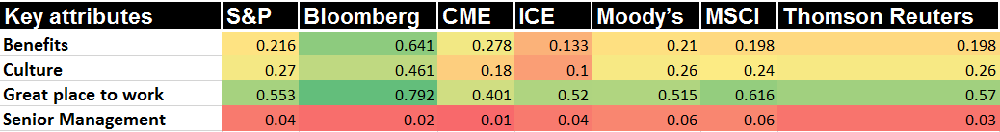 Key attributes S&P Bloomberg CME ICE Moody’s MSCI Thomson Reuters
Benefits 0.216 0.641 0.278 0.133 0.21 0.198 0.198
Culture 0.27 0.461 0.18 0.1 0.26 0.24 0.26
Great place to work 0.553 0.792 0.401 0.52 0.515 0.616 0.57
Senior Management 0.04 0.02 0.01 0.04 0.06 0.06 0.03